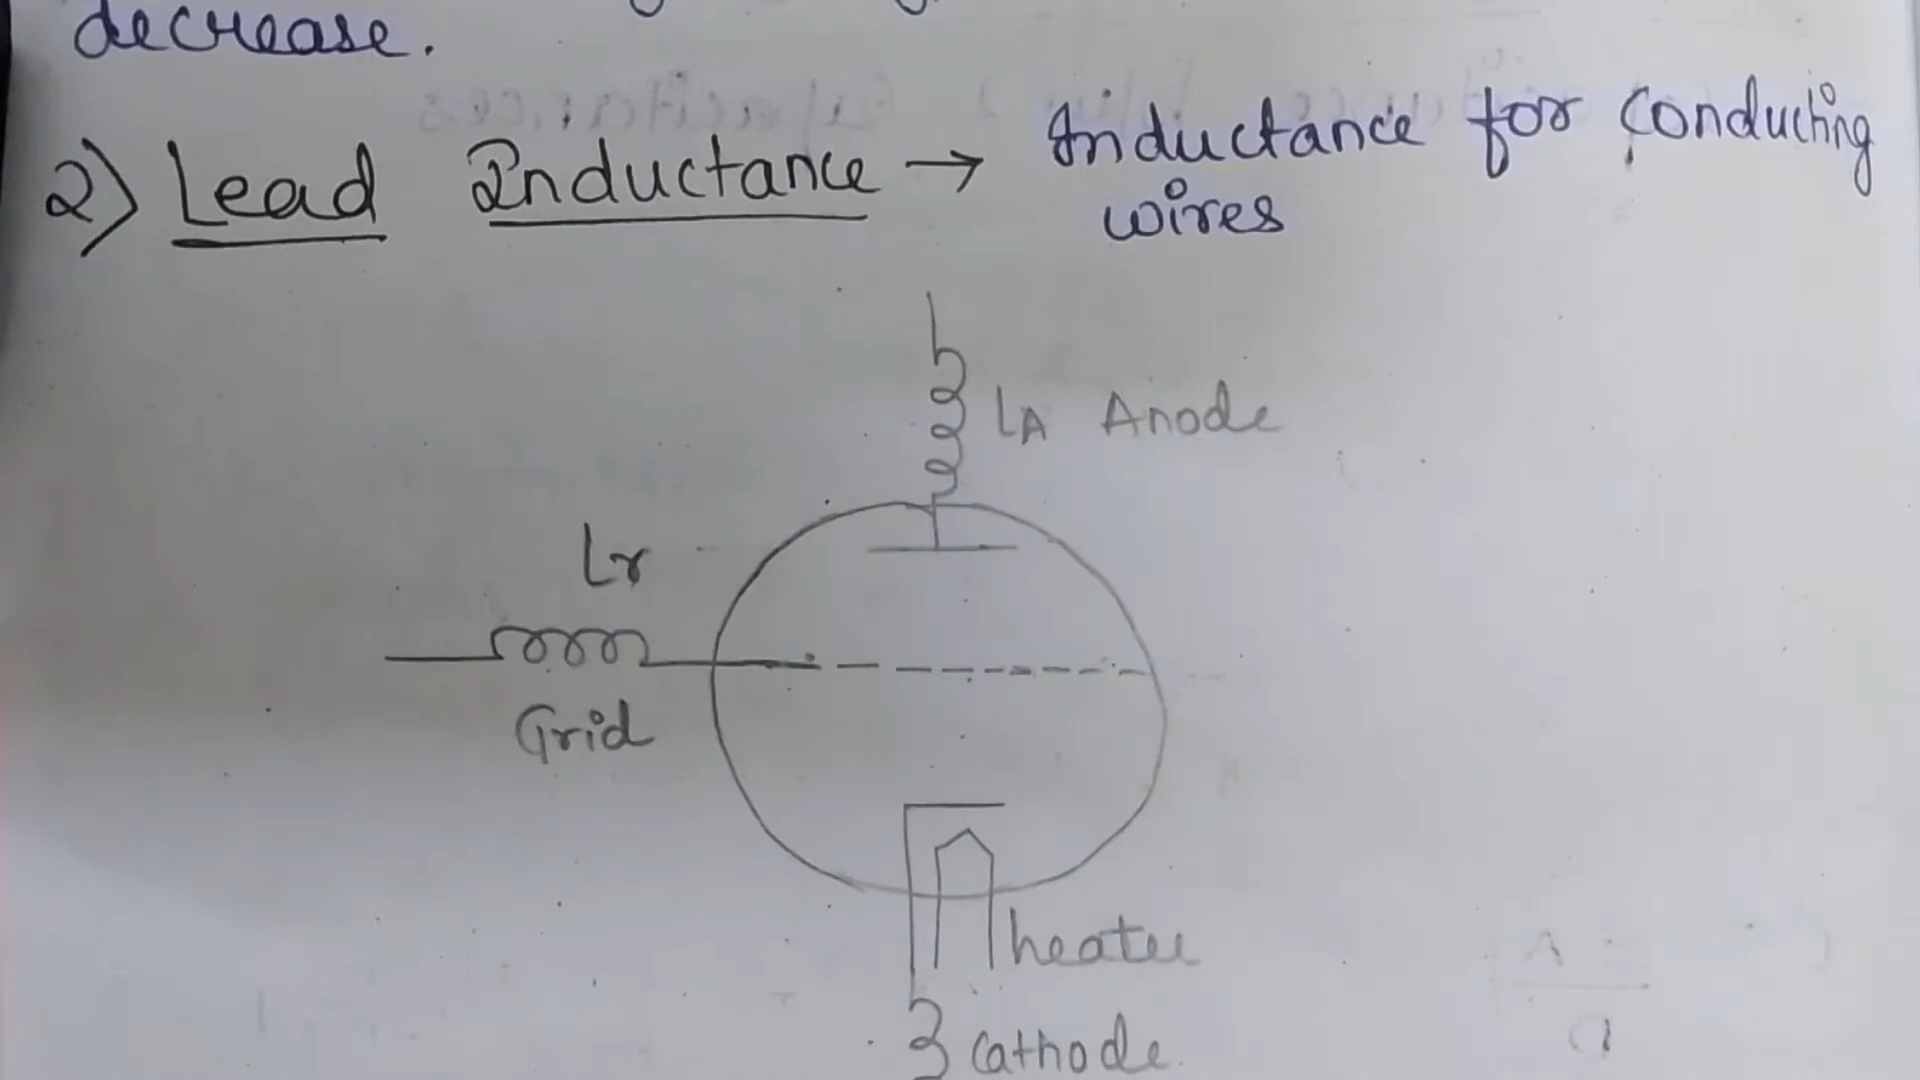 decrease.
2) Lead Inductance → Inductance for conducting
wires
LA Anode
Lr
Grid
heater
cathode